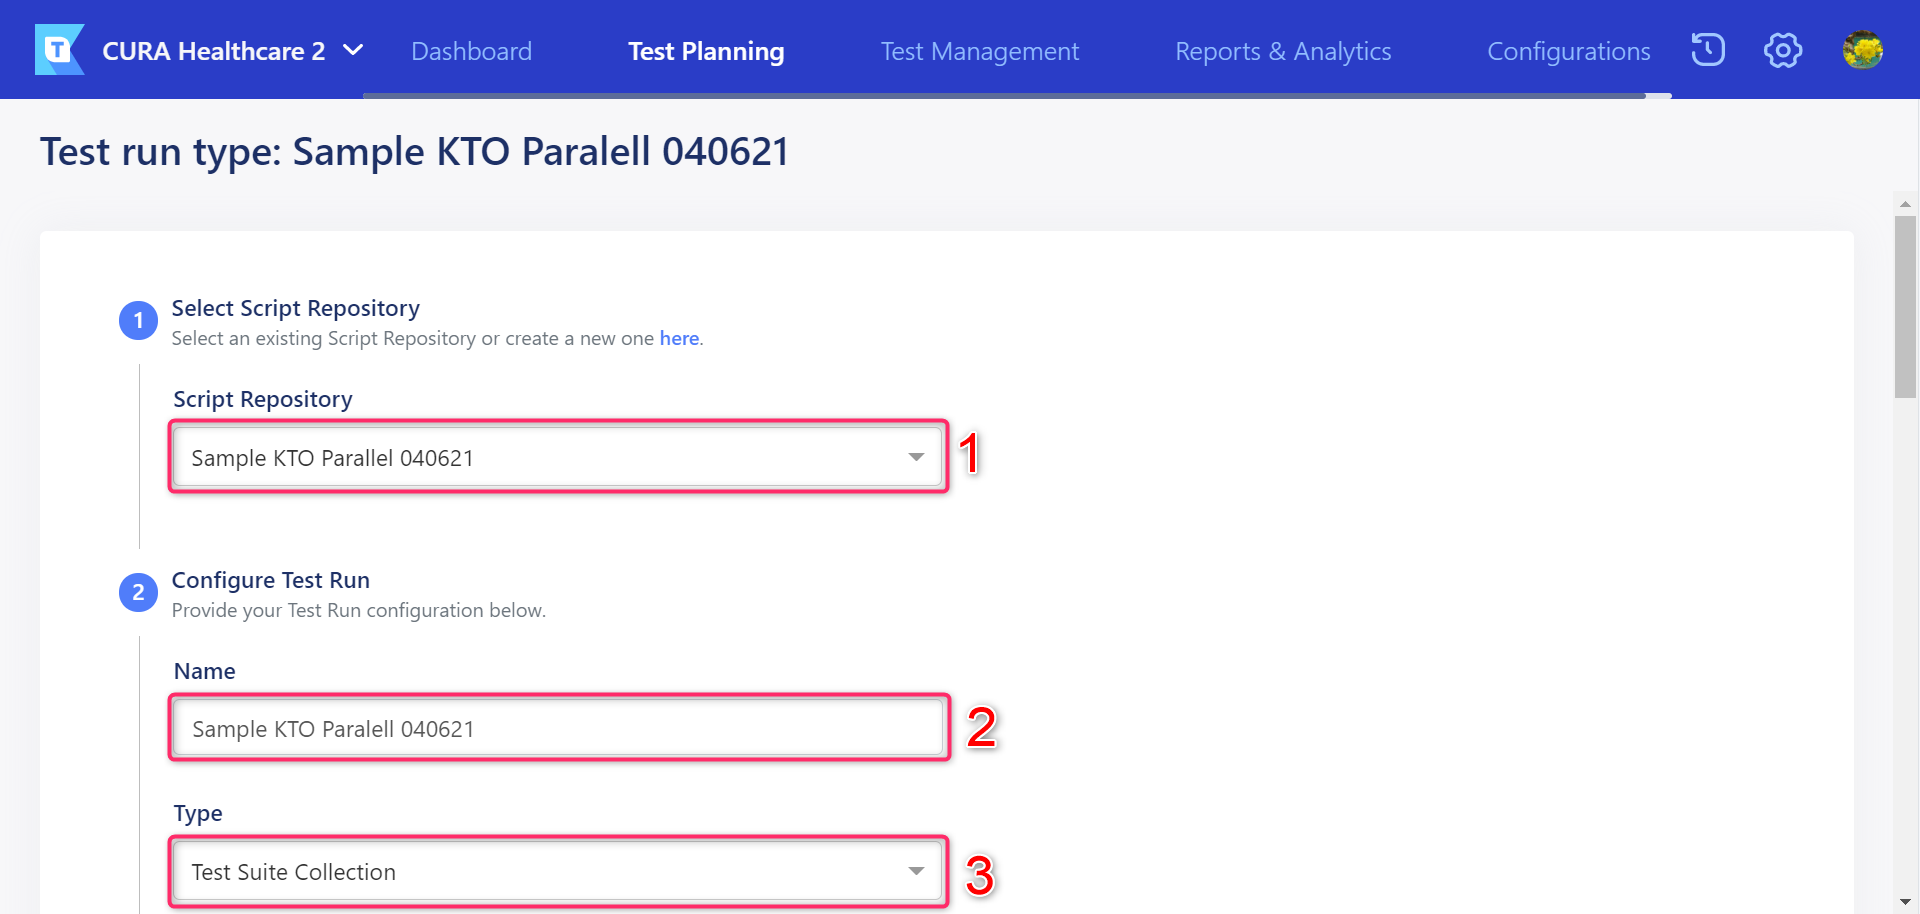 T CURA Healthcare 2 Dashboard Test Planning Test Management Reports & Analytics Configurations
Test run type: Sample KTO Paralell 040621
1 Select Script Repository
Select an existing Script Repository or create a new one here.
Script Repository
Sample KTO Parallel 040621 1
2 Configure Test Run
Provide your Test Run configuration below.
Name
Sample KTO Paralell 040621 2
Type
Test Suite Collection 3